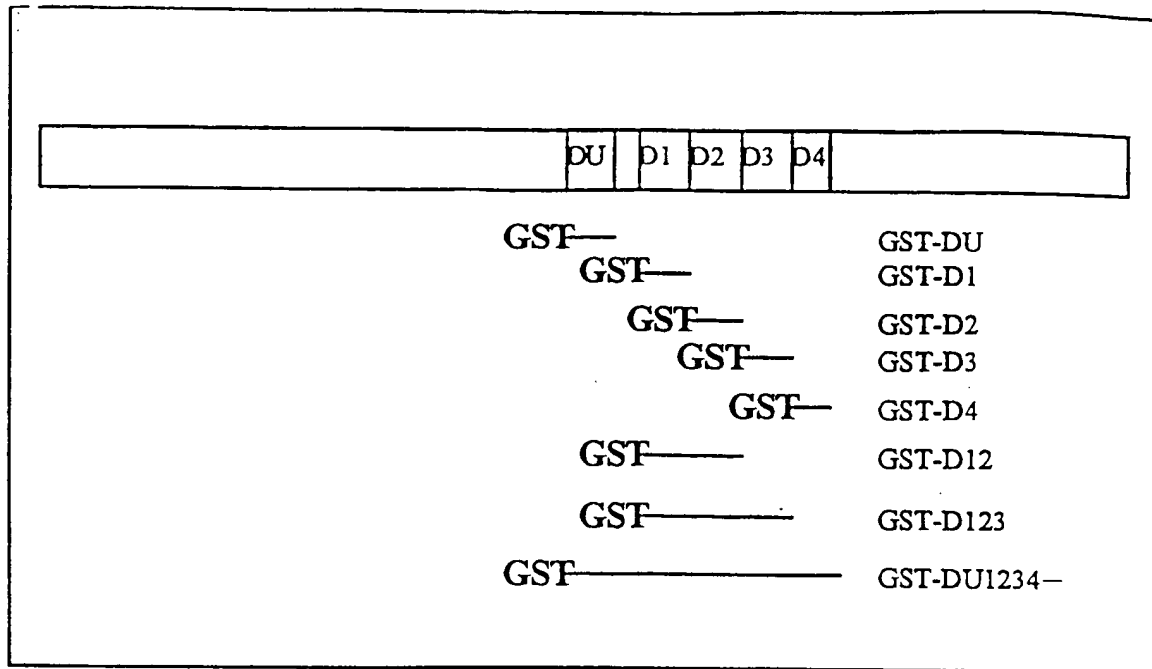 DU D1 D2 D3 D4
GST GST-DU
GST GST-D1
GST GST-D2
GST GST-D3
GST GST-D4
GST GST-D12
GST GST-D123
GST GST-DU1234—